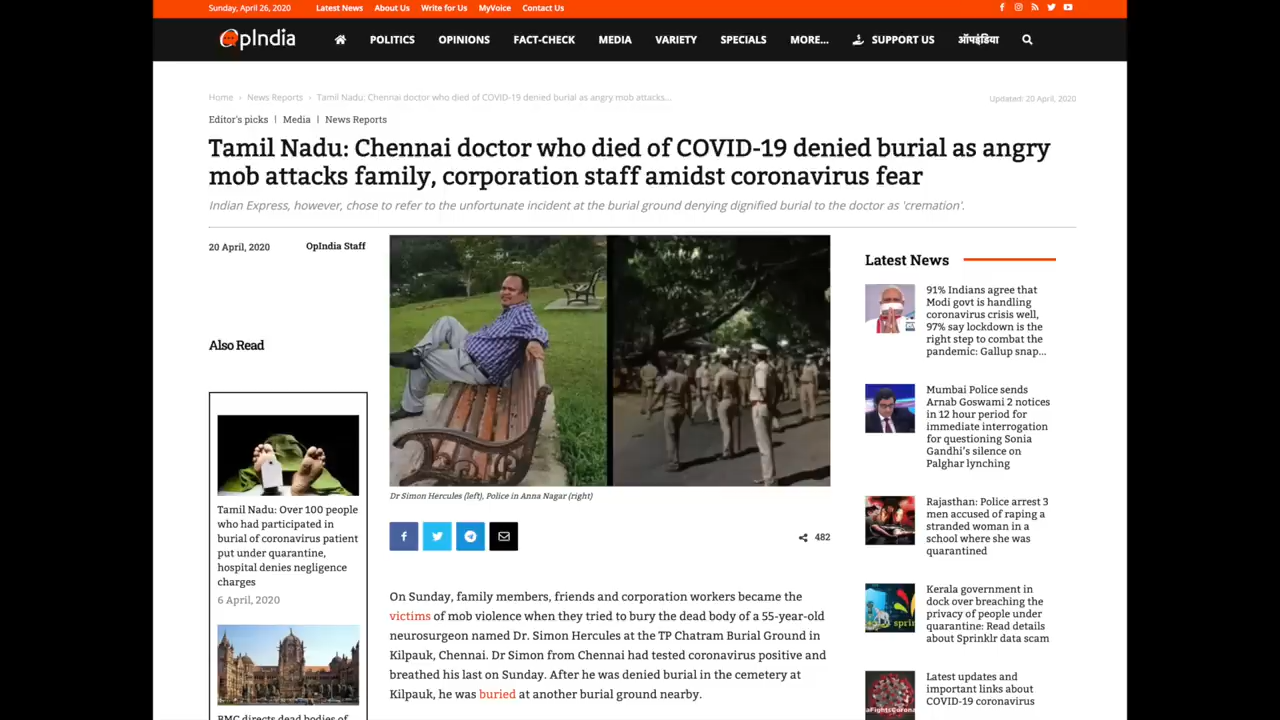 Sunday, April 26, 2020
Latest News About Us Write for Us MyVoice Contact Us
OpIndia
POLITICS OPINIONS FACT-CHECK MEDIA VARIETY SPECIALS MORE... SUPPORT US ऑपइंडिया
Home › News Reports › Tamil Nadu: Chennai doctor who died of COVID-19 denied burial as angry mob attacks...
Updated: 20 April, 2020
Editor's picks | Media | News Reports
Tamil Nadu: Chennai doctor who died of COVID-19 denied burial as angry
mob attacks family, corporation staff amidst coronavirus fear
Indian Express, however, chose to refer to the unfortunate incident at the burial ground denying dignified burial to the doctor as 'cremation'.
20 April, 2020 OpIndia Staff
Also Read
Tamil Nadu: Over 100 people
who had participated in
burial of coronavirus patient
put under quarantine,
hospital denies negligence
charges
6 April, 2020
BMC directs dead bodies of
Dr Simon Hercules (left), Police in Anna Nagar (right)
482
On Sunday, family members, friends and corporation workers became the
victims of mob violence when they tried to bury the dead body of a 55-year-old
neurosurgeon named Dr. Simon Hercules at the TP Chatram Burial Ground in
Kilpauk, Chennai. Dr Simon from Chennai had tested coronavirus positive and
breathed his last on Sunday. After he was denied burial in the cemetery at
Kilpauk, he was buried at another burial ground nearby.
Latest News
91% Indians agree that
Modi govt is handling
coronavirus crisis well,
97% say lockdown is the
right step to combat the
pandemic: Gallup snap...
Mumbai Police sends
Arnab Goswami 2 notices
in 12 hour period for
immediate interrogation
for questioning Sonia
Gandhi's silence on
Palghar lynching
Rajasthan: Police arrest 3
men accused of raping a
stranded woman in a
school where she was
quarantined
Kerala government in
dock over breaching the
privacy of people under
quarantine: Read details
about Sprinklr data scam
Latest updates and
important links about
COVID-19 coronavirus